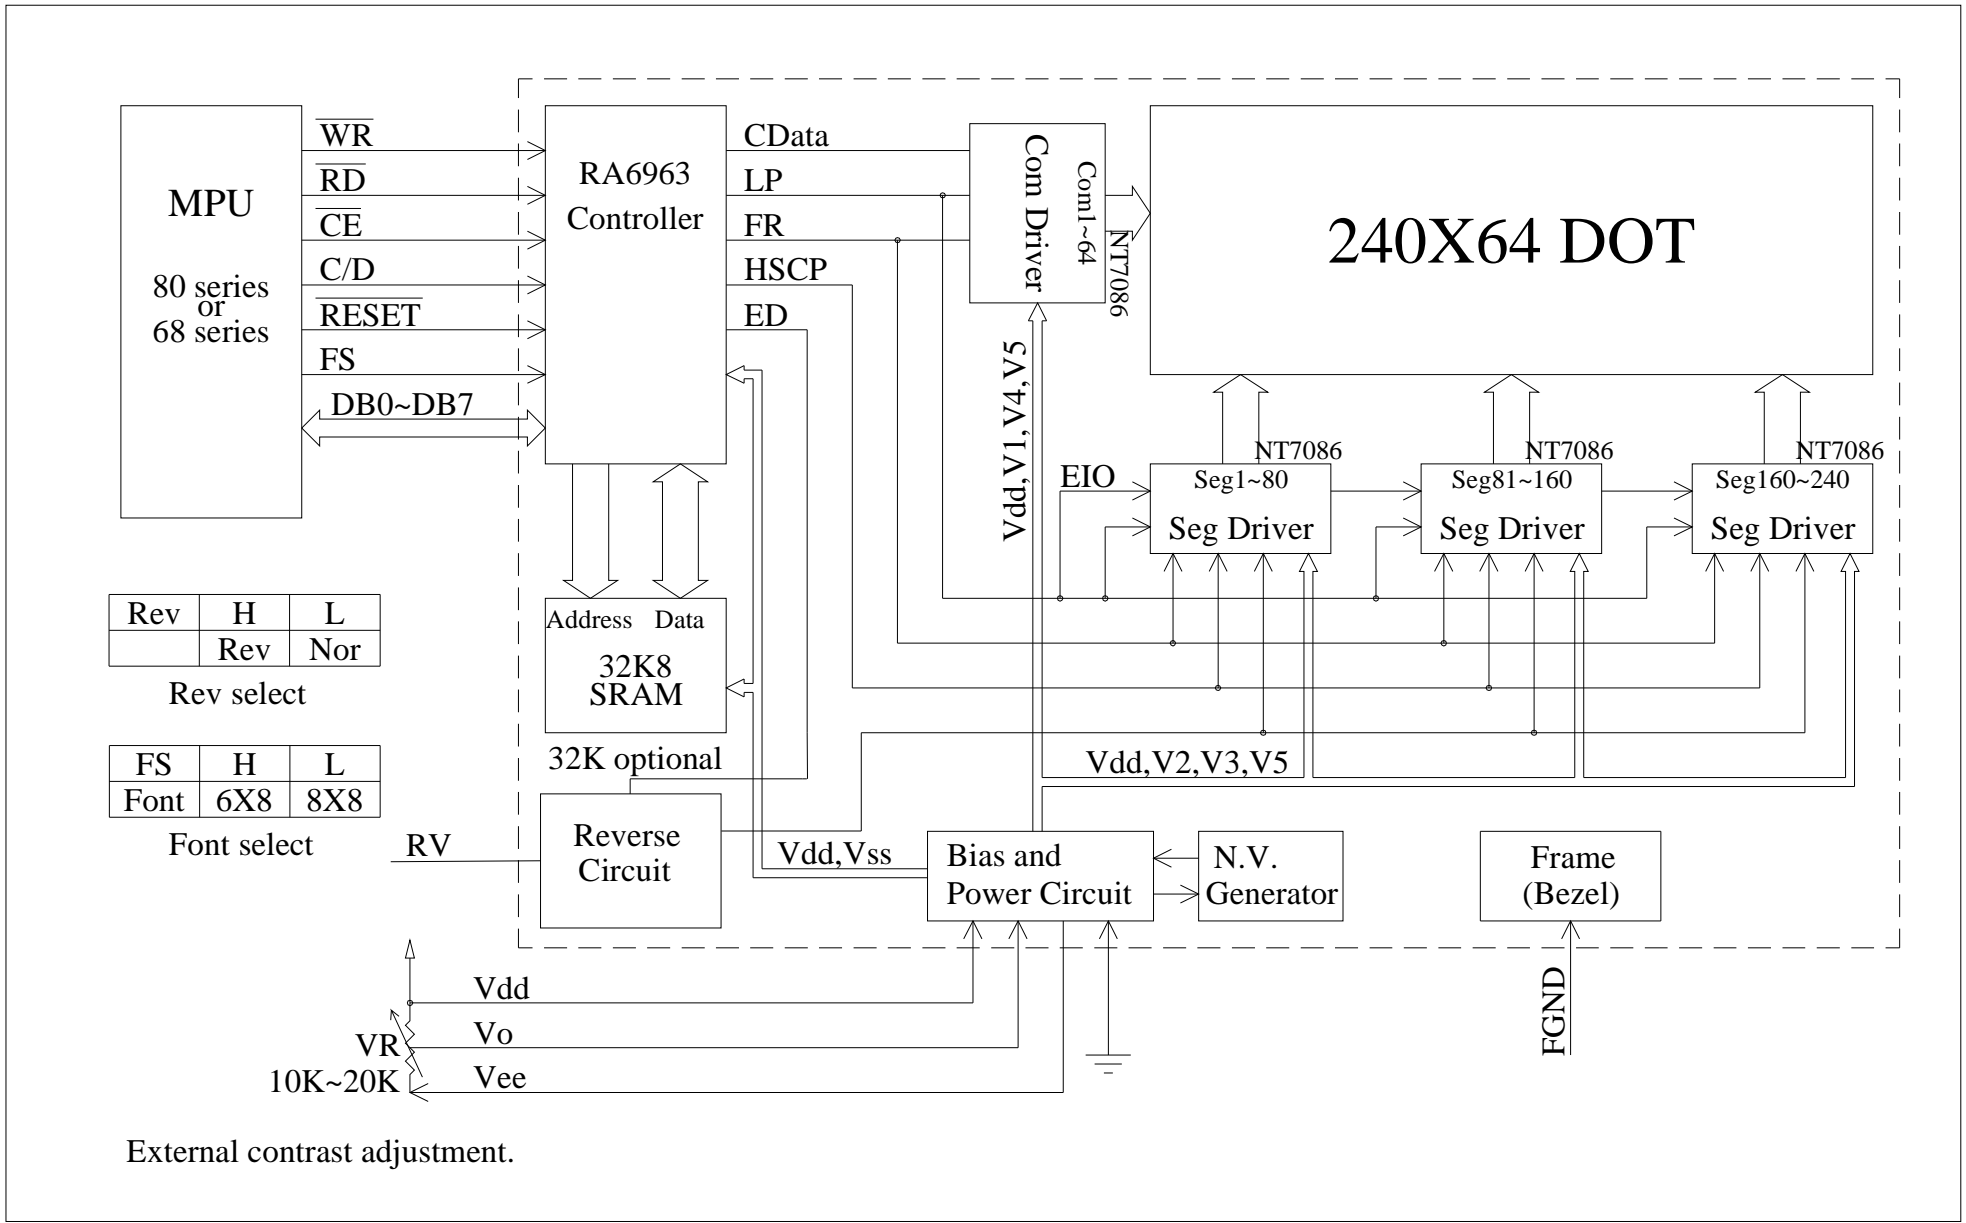 MPU
80 series
or
68 series
WR
RD
CE
C/D
RESET
FS
DB0~DB7
RA6963
Controller
CData
LP
FR
HSCP
ED
Com Driver
Com1~64
NT7086
240X64 DOT
Vdd,V1,V4,V5
EIO
NT7086
Seg1~80
Seg Driver
NT7086
Seg81~160
Seg Driver
NT7086
Seg160~240
Seg Driver
Address Data
32K8
SRAM
32K optional
Rev H L
Rev Nor
Rev select
FS H L
Font 6X8 8X8
Font select
RV
Reverse
Circuit
Vdd,V2,V3,V5
Vdd,Vss
Bias and
Power Circuit
N.V.
Generator
Frame
(Bezel)
FGND
Vdd
Vo
Vee
VR
10K~20K
External contrast adjustment.